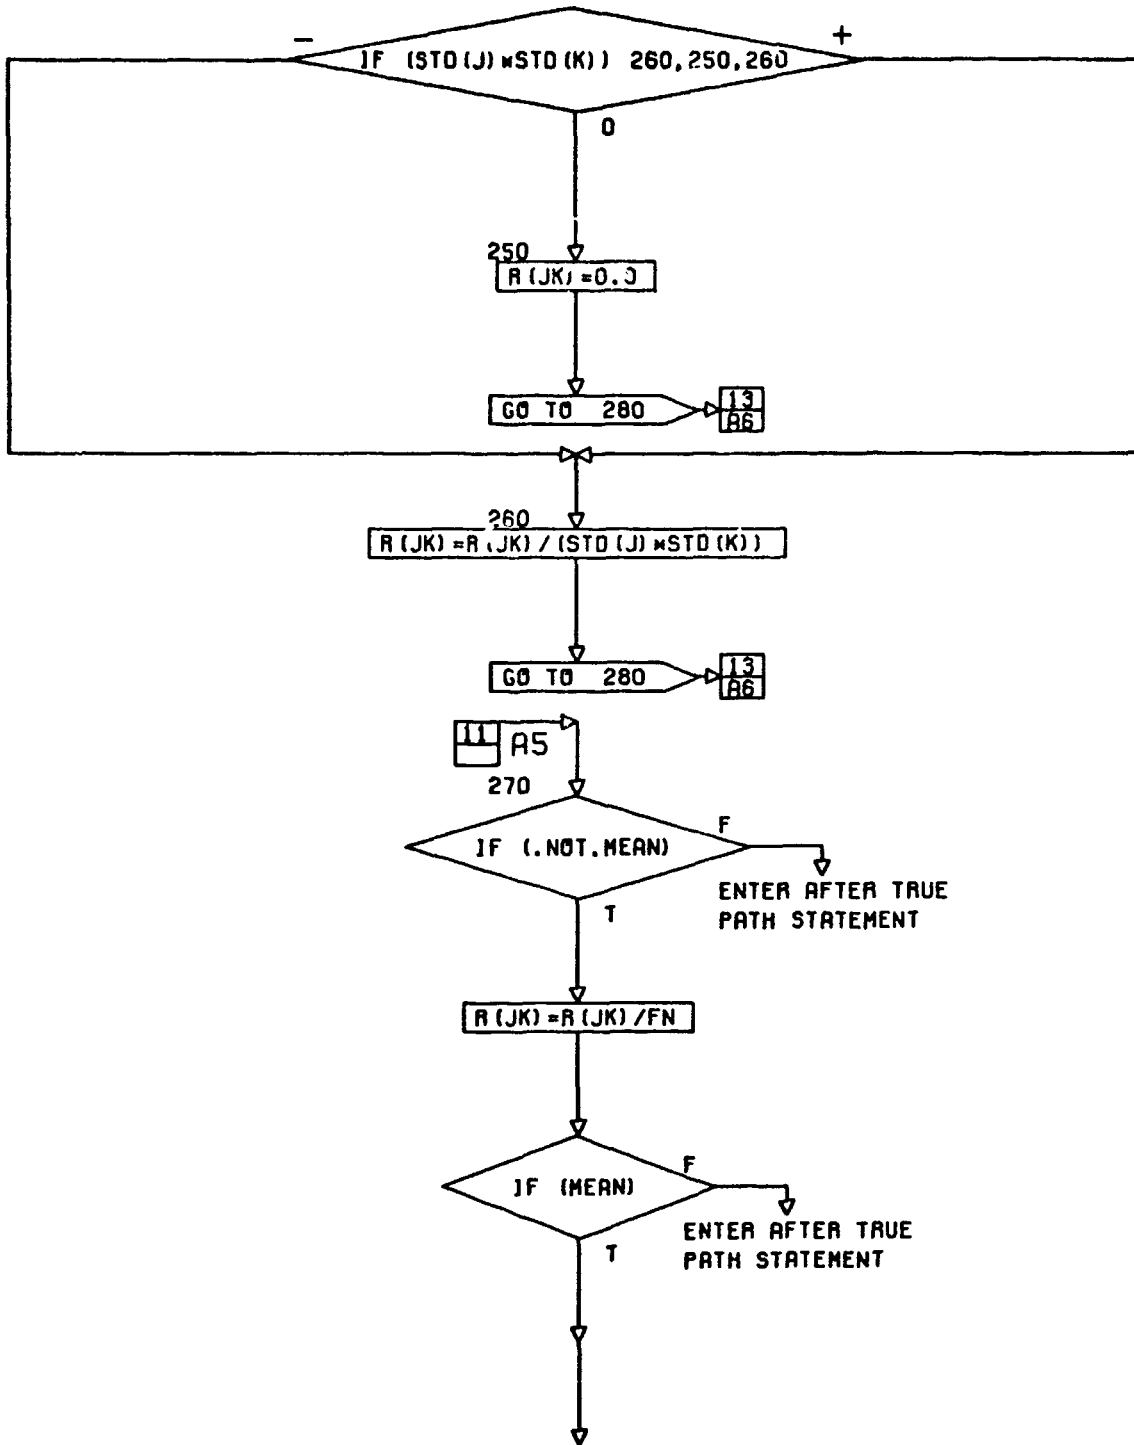 -
+
IF (STD(J)*STD(K)) 260,250,260
0
250
R(JK)=0.0
GO TO 280
13
A6
260
R(JK)=R(JK)/(STD(J)*STD(K))
GO TO 280
13
A6
11
A5
270
F
IF (.NOT.MEAN)
ENTER AFTER TRUE
PATH STATEMENT
T
R(JK)=R(JK)/FN
F
IF (MEAN)
ENTER AFTER TRUE
PATH STATEMENT
T